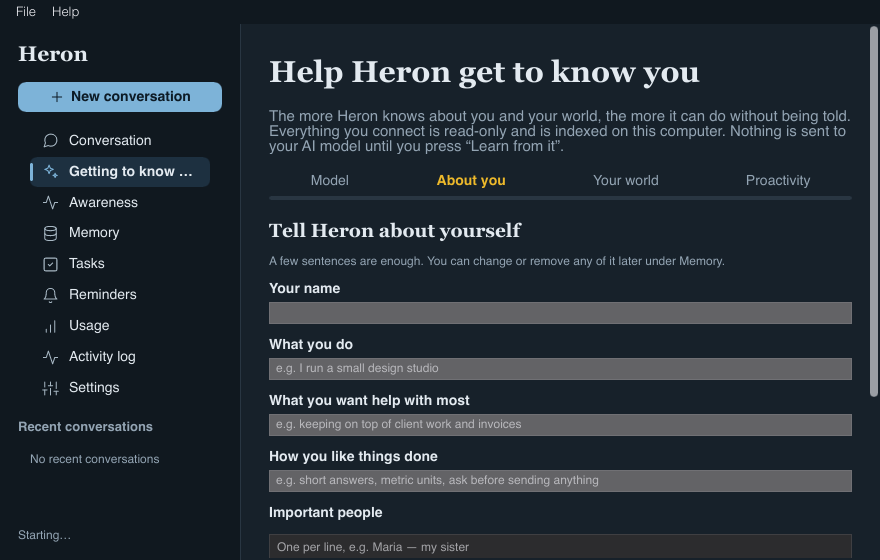 File Help
Heron
+ New conversation
Conversation
Getting to know ...
Awareness
Memory
Tasks
Reminders
Usage
Activity log
Settings
Recent conversations
No recent conversations
Starting...
Help Heron get to know you
The more Heron knows about you and your world, the more it can do without being told.
Everything you connect is read-only and is indexed on this computer. Nothing is sent to
your AI model until you press “Learn from it”.
Model About you Your world Proactivity
Tell Heron about yourself
A few sentences are enough. You can change or remove any of it later under Memory.
Your name
What you do
e.g. I run a small design studio
What you want help with most
e.g. keeping on top of client work and invoices
How you like things done
e.g. short answers, metric units, ask before sending anything
Important people
One per line, e.g. Maria — my sister